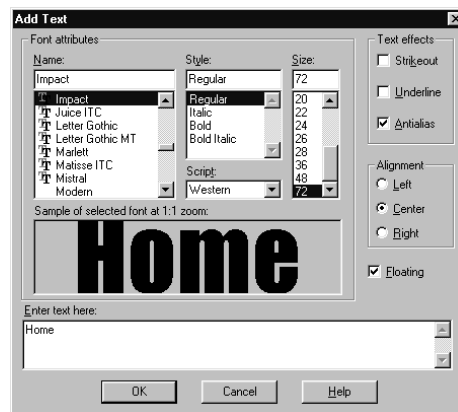 Add Text
Font attributes
Name:
Impact
Impact
Juice ITC
Letter Gothic
Letter Gothic MT
Marlett
Matisse ITC
Mistral
Modern
Style:
Regular
Regular
Italic
Bold
Bold Italic
Script:
Western
Size:
72
20
22
24
26
28
36
48
72
Sample of selected font at 1:1 zoom:
Home
Text effects
Strikeout
Underline
Antialias
Alignment
Left
Center
Right
Floating
Enter text here:
Home
OK
Cancel
Help